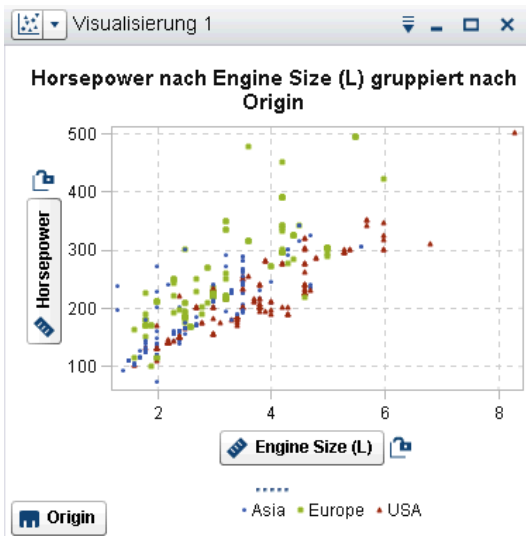 Visualisierung 1
Horsepower nach Engine Size (L) gruppiert nach
Origin
500
400
300
200
100
Horsepower
2 4 6 8
Engine Size (L)
Asia Europe USA
Origin